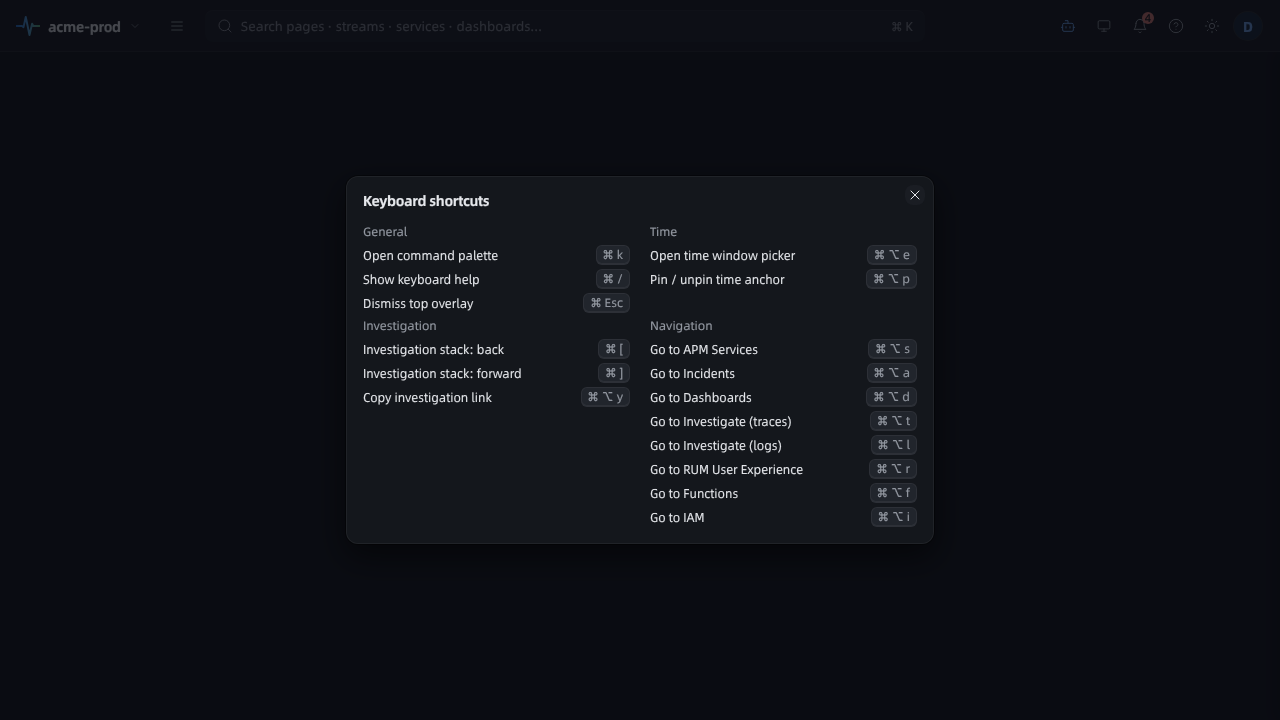 acme-prod
Search pages · streams · services · dashboards...
⌘ K
4
D
Keyboard shortcuts
General
Open command palette ⌘ k
Show keyboard help ⌘ /
Dismiss top overlay ⌘ Esc
Time
Open time window picker ⌘ ⌥ e
Pin / unpin time anchor ⌘ ⌥ p
Investigation
Investigation stack: back ⌘ [
Investigation stack: forward ⌘ ]
Copy investigation link ⌘ ⌥ y
Navigation
Go to APM Services ⌘ ⌥ s
Go to Incidents ⌘ ⌥ a
Go to Dashboards ⌘ ⌥ d
Go to Investigate (traces) ⌘ ⌥ t
Go to Investigate (logs) ⌘ ⌥ l
Go to RUM User Experience ⌘ ⌥ r
Go to Functions ⌘ ⌥ f
Go to IAM ⌘ ⌥ i